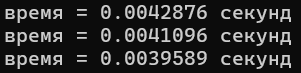 время = 0.0042876 секунд
время = 0.0041096 секунд
время = 0.0039589 секунд